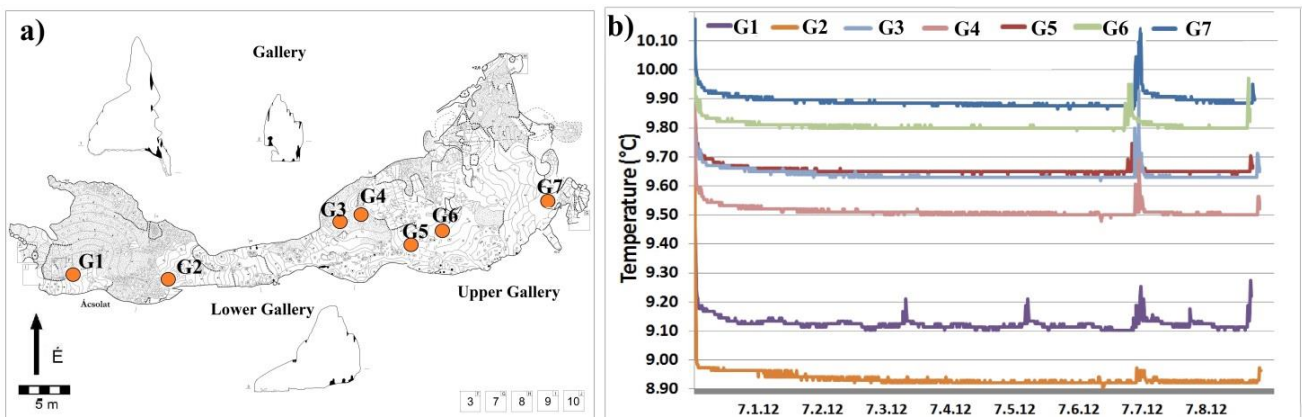 a)
Gallery
G7
G4
G3
G6
G5
G1
G2
Ácsolat
Lower Gallery
Upper Gallery
É
5 m
3
7
8
9
10
b)
G1 G2 G3 G4 G5 G6 G7
Temperature (°C)
10.10
10.00
9.90
9.80
9.70
9.60
9.50
9.30
9.20
9.10
9.00
8.90
7.1.12 7.2.12 7.3.12 7.4.12 7.5.12 7.6.12 7.7.12 7.8.12